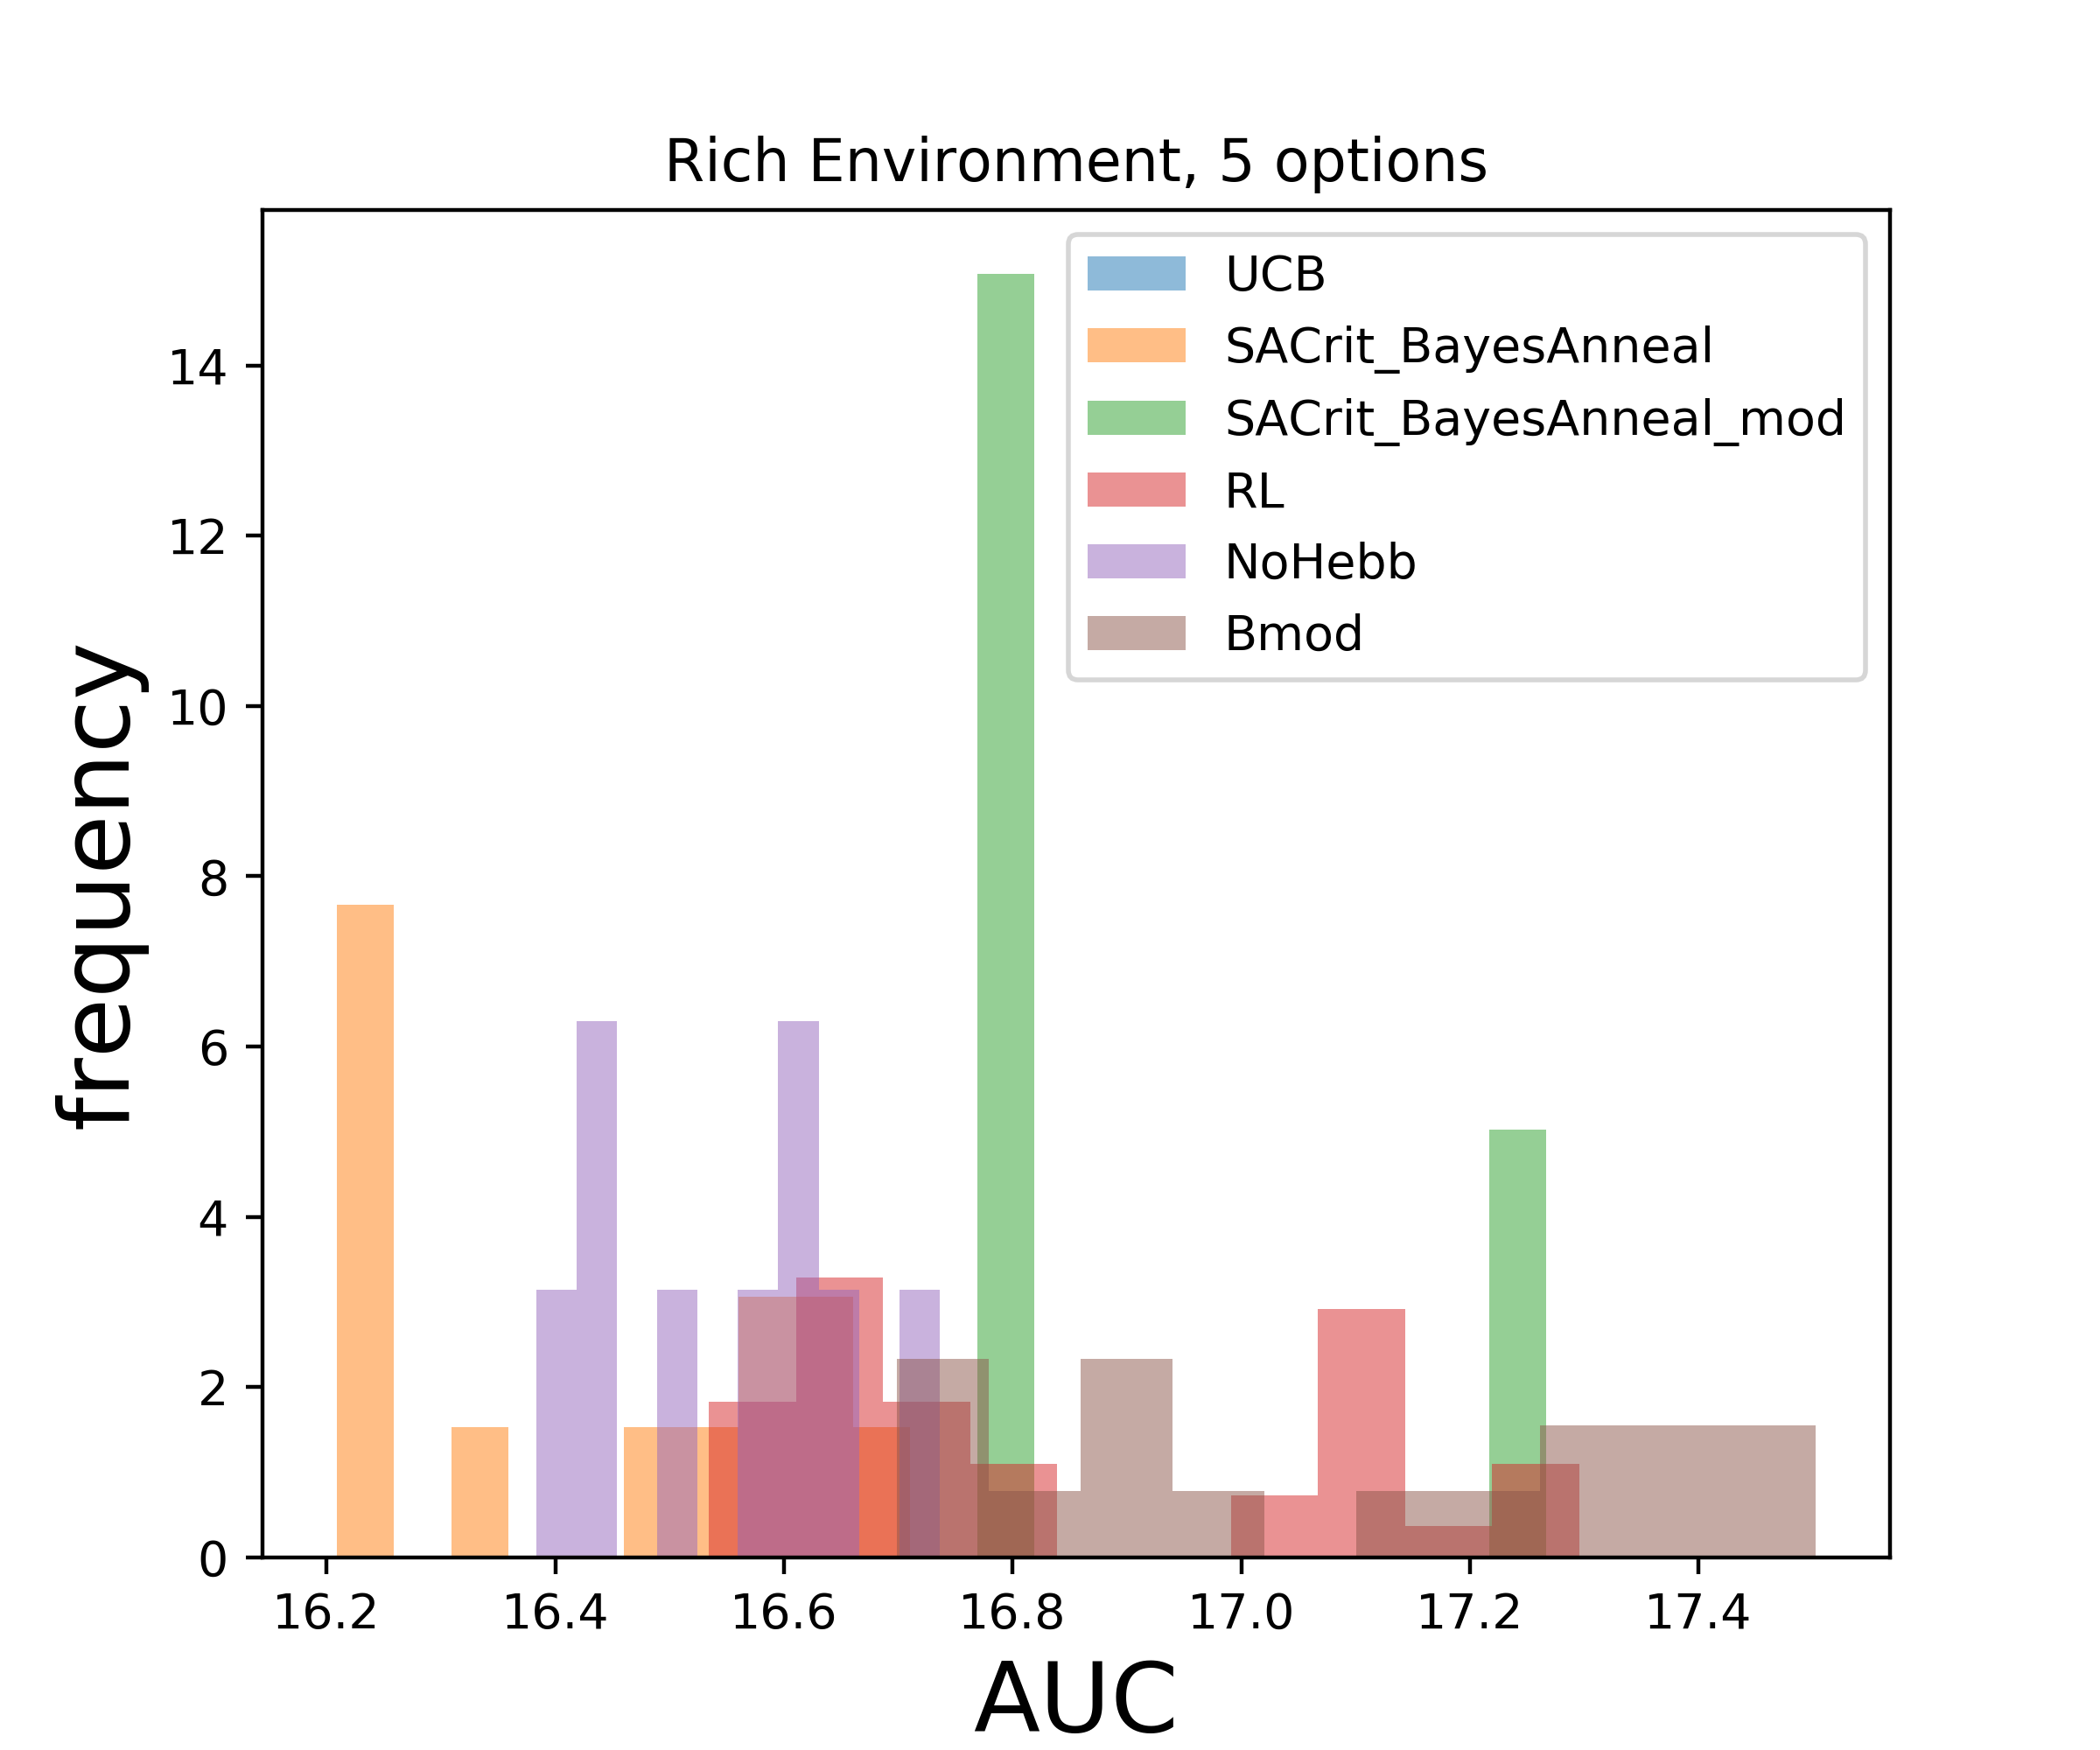 Rich Environment, 5 options
UCB
SACrit_BayesAnneal
SACrit_BayesAnneal_mod
RL
NoHebb
Bmod
frequency
14
12
10
8
6
4
2
0
16.2 16.4 16.6 16.8 17.0 17.2 17.4
AUC